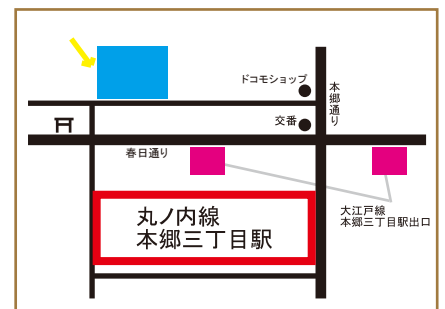 ドコモショップ
本郷通り
交番
春日通り
丸ノ内線
本郷三丁目駅
大江戸線
本郷三丁目駅出口